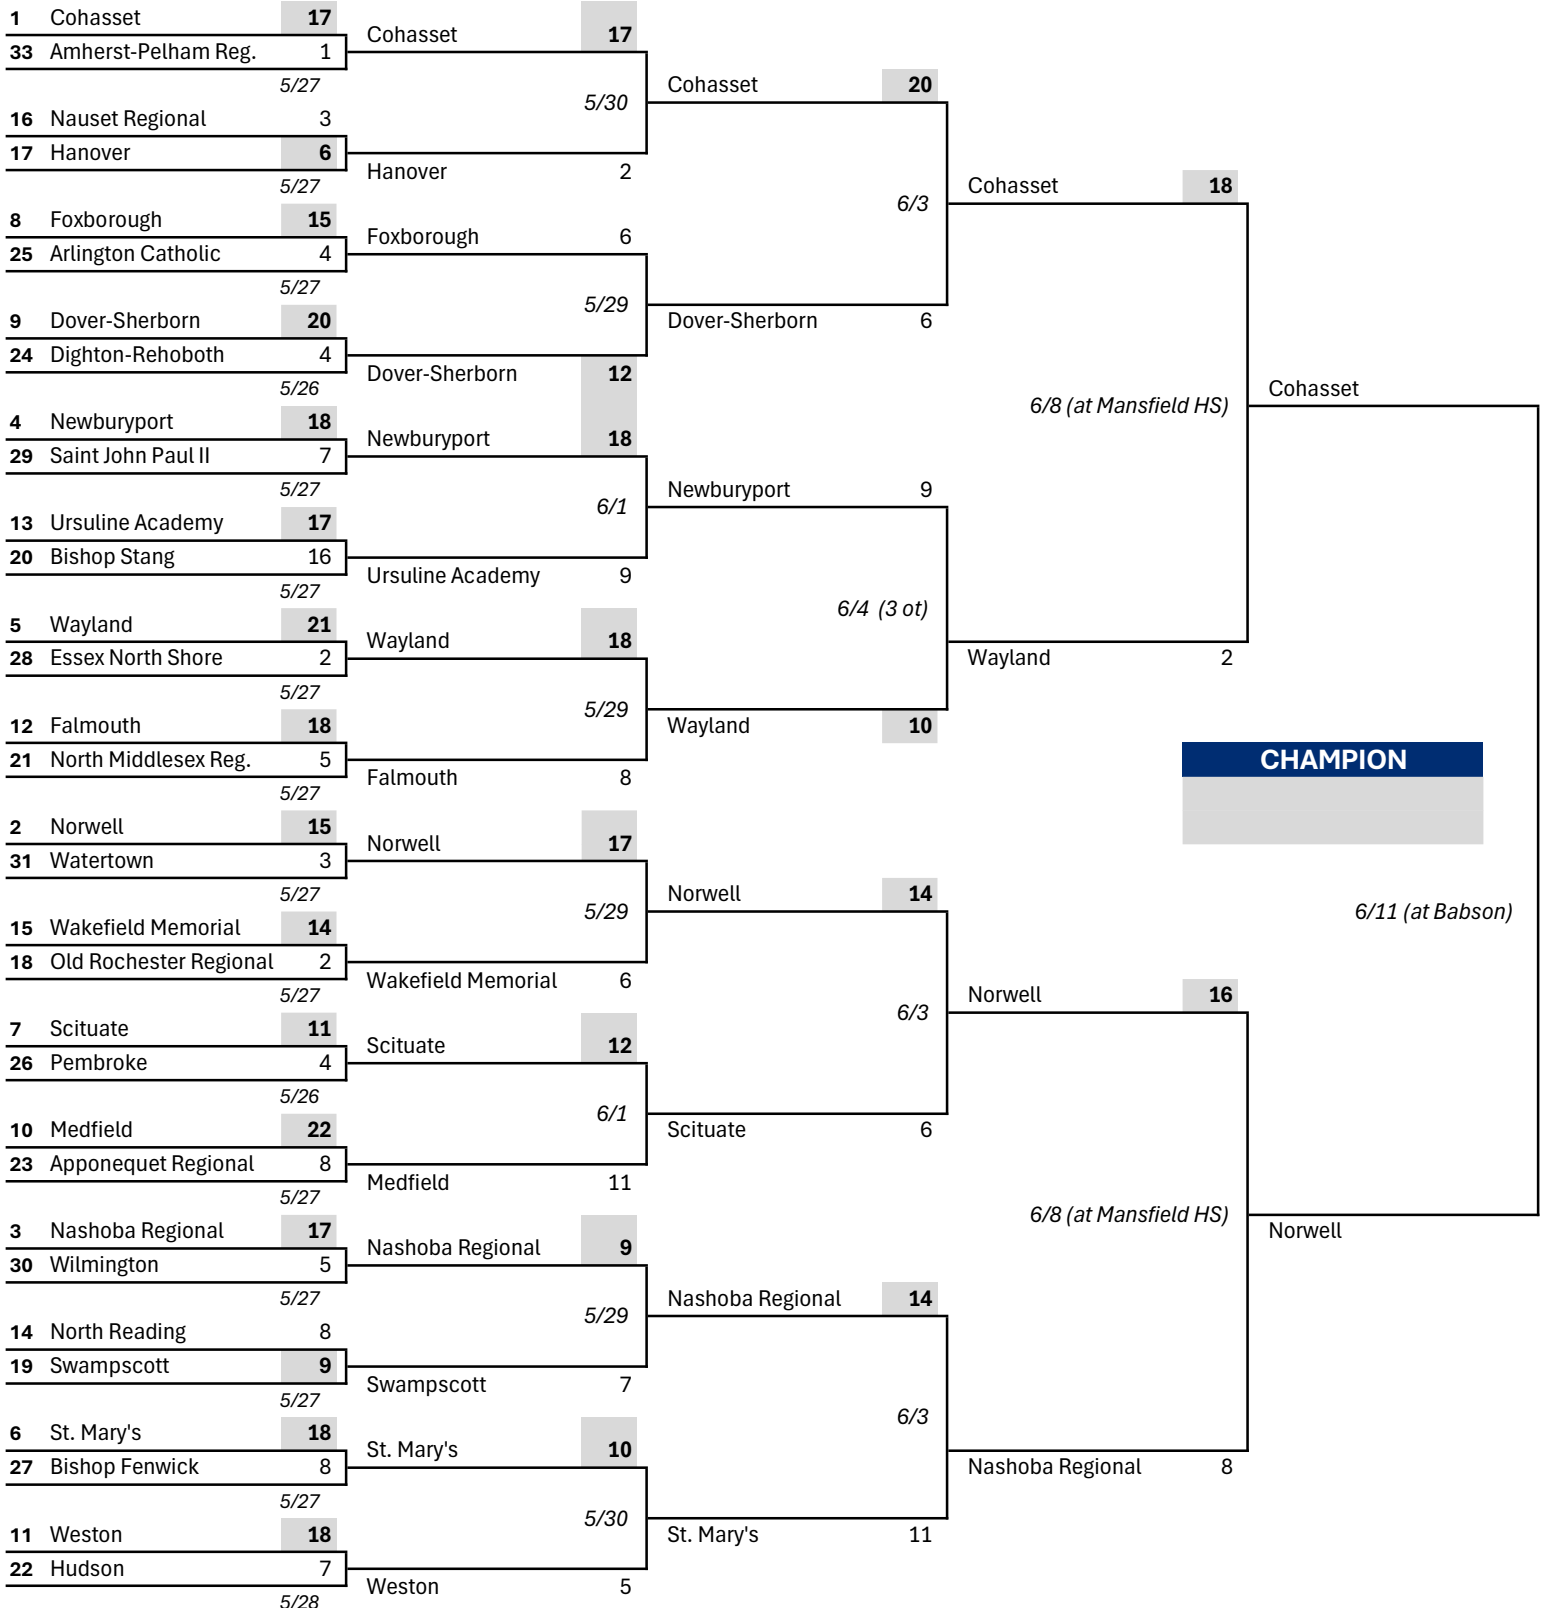 1 Cohasset 17
33 Amherst-Pelham Reg. 1
5/27
16 Nauset Regional 3
17 Hanover 6
5/27
8 Foxborough 15
25 Arlington Catholic 4
5/27
9 Dover-Sherborn 20
24 Dighton-Rehoboth 4
5/26
4 Newburyport 18
29 Saint John Paul II 7
5/27
13 Ursuline Academy 17
20 Bishop Stang 16
5/27
5 Wayland 21
28 Essex North Shore 2
5/27
12 Falmouth 18
21 North Middlesex Reg. 5
5/27
2 Norwell 15
31 Watertown 3
5/27
15 Wakefield Memorial 14
18 Old Rochester Regional 2
5/27
7 Scituate 11
26 Pembroke 4
5/26
10 Medfield 22
23 Apponequet Regional 8
5/27
3 Nashoba Regional 17
30 Wilmington 5
5/27
14 North Reading 8
19 Swampscott 9
5/27
6 St. Mary's 18
27 Bishop Fenwick 8
5/27
11 Weston 18
22 Hudson 7
5/28
Cohasset 17
5/30
Hanover 2
Foxborough 6
5/29
Dover-Sherborn 12
Newburyport 18
6/1
Ursuline Academy 9
Wayland 18
5/29
Falmouth 8
Norwell 17
5/29
Wakefield Memorial 6
Scituate 12
6/1
Medfield 11
Nashoba Regional 9
5/29
Swampscott 7
St. Mary's 10
5/30
Weston 5
Cohasset 20
6/3
Dover-Sherborn 6
Newburyport 9
6/4 (3 ot)
Wayland 10
Norwell 14
6/3
Scituate 6
Nashoba Regional 14
6/3
St. Mary's 11
Cohasset 18
6/8 (at Mansfield HS)
Wayland 2
Norwell 16
6/8 (at Mansfield HS)
Nashoba Regional 8
Cohasset
CHAMPION
6/11 (at Babson)
Norwell